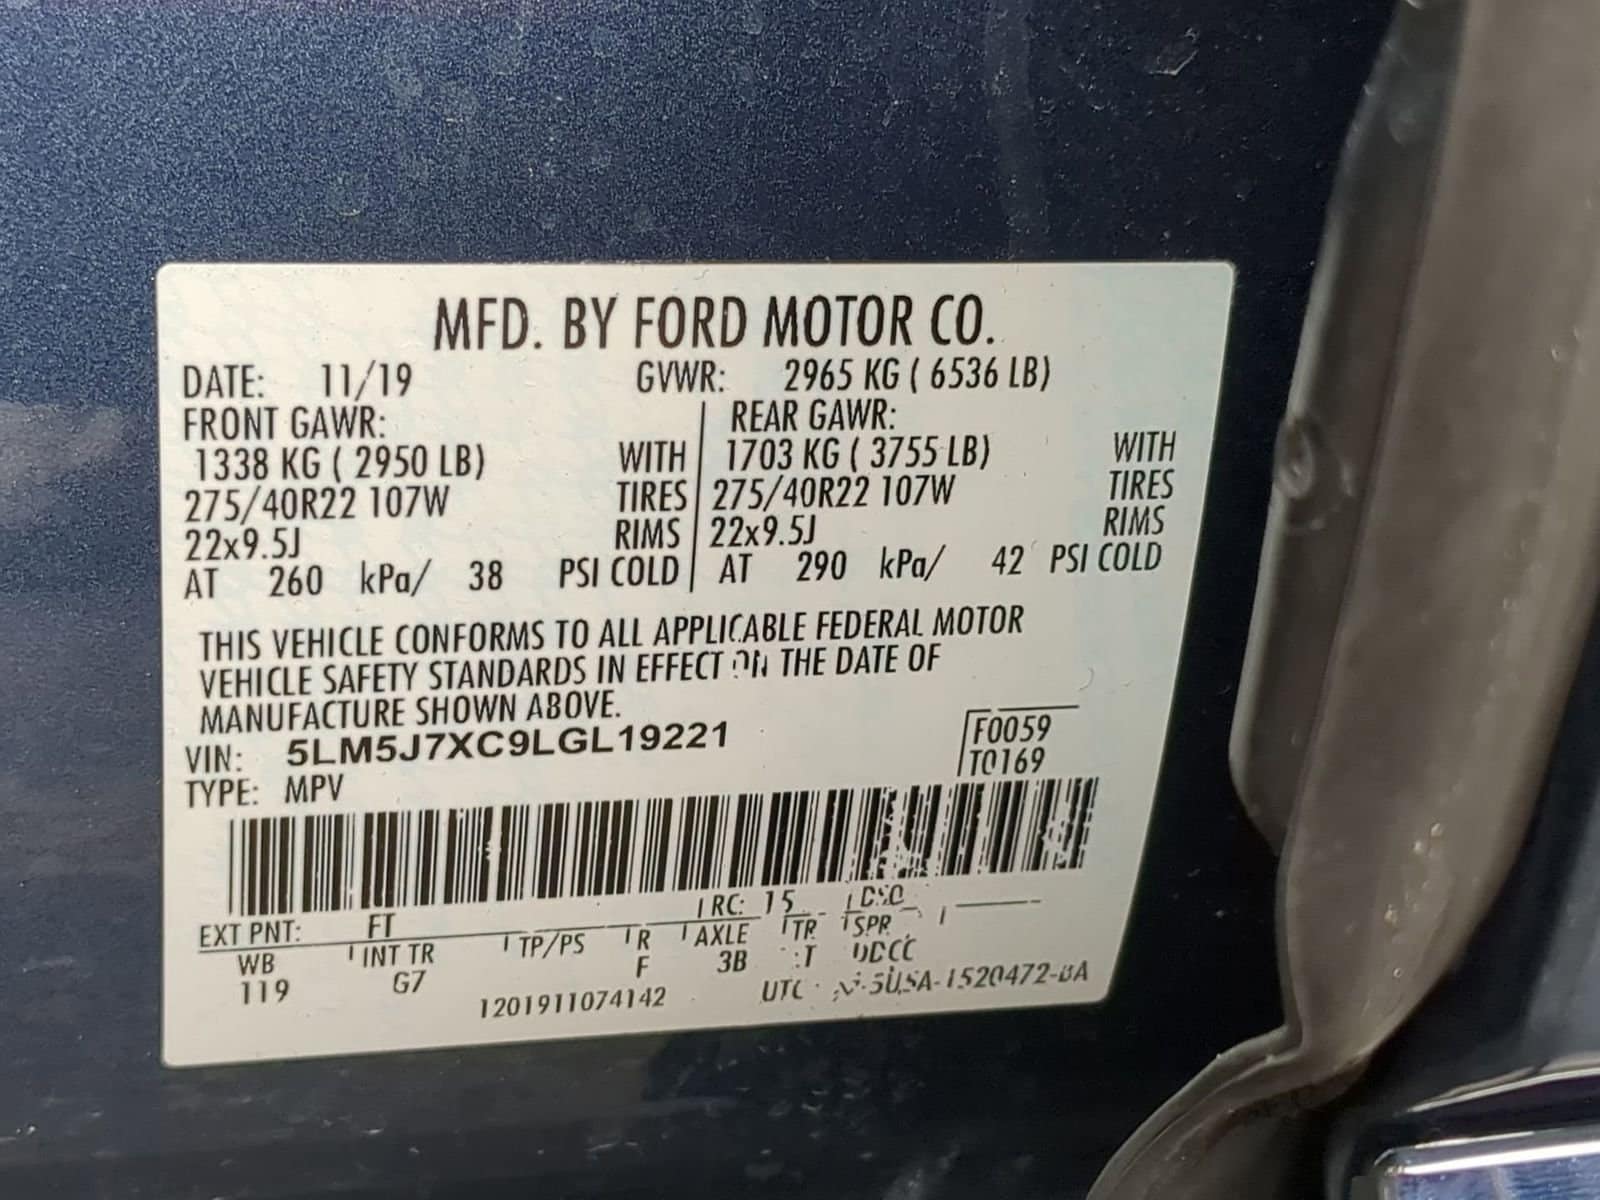 MFD. BY FORD MOTOR CO.
DATE: 11/19 GVWR: 2965 KG ( 6536 LB)
FRONT GAWR: REAR GAWR:
1338 KG ( 2950 LB) WITH 1703 KG ( 3755 LB) WITH
275/40R22 107W TIRES 275/40R22 107W TIRES
22x9.5J RIMS 22x9.5J RIMS
AT 260 kPa/ 38 PSI COLD AT 290 kPa/ 42 PSI COLD
THIS VEHICLE CONFORMS TO ALL APPLICABLE FEDERAL MOTOR
VEHICLE SAFETY STANDARDS IN EFFECT ON THE DATE OF
MANUFACTURE SHOWN ABOVE.
VIN: 5LM5J7XC9LGL19221 F0059
TYPE: MPV T0169
EXT PNT: FT RC: 15 DSO
WB INT TR TP/PS R AXLE TR SPR
119 G7 F 3B
1201911074142